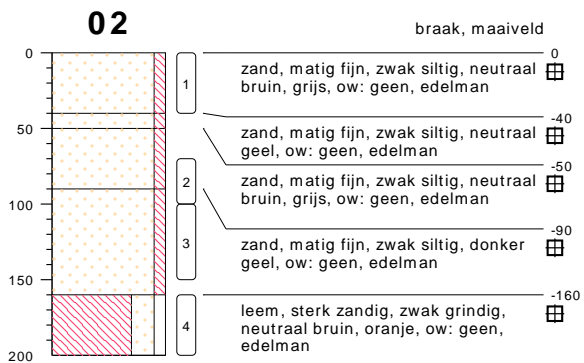 02
braak, maaiveld
0
0
zand, matig fijn, zwak siltig, neutraal
bruin, grijs, ow: geen, edelman
1
-40
50
zand, matig fijn, zwak siltig, neutraal
geel, ow: geen, edelman
-50
2
zand, matig fijn, zwak siltig, neutraal
bruin, grijs, ow: geen, edelman
100
-90
3
zand, matig fijn, zwak siltig, donker
geel, ow: geen, edelman
150
-160
4
leem, sterk zandig, zwak grindig,
neutraal bruin, oranje, ow: geen,
edelman
200